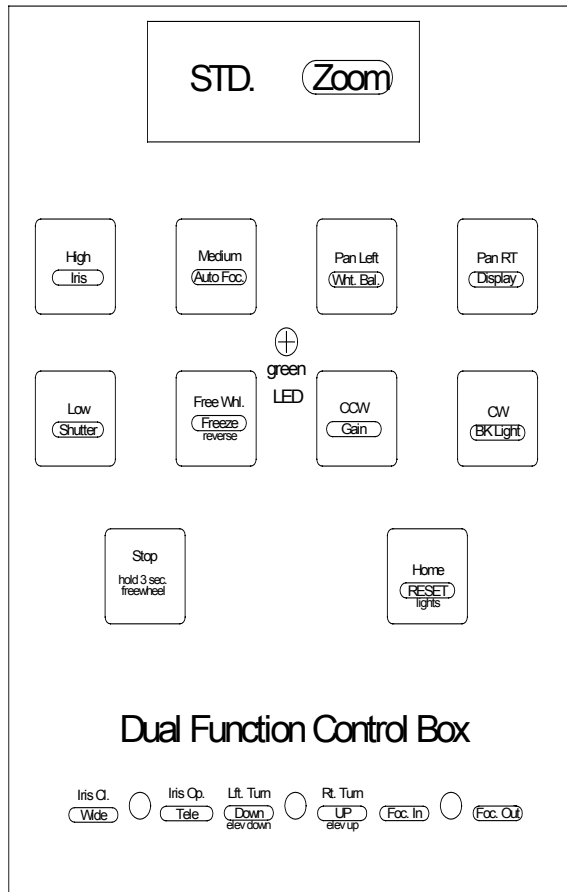 STD. Zoom
High Medium Pan Left Pan RT
Iris Auto Foc. Wht. Bal. Display
green
LED
Low Free Whl. CCW CW
Shutter Freeze Gain BK Light
reverse
Stop Home
hold 3 sec. RESET
freewheel lights
Dual Function Control Box
Iris Cl. Iris Op. Lft. Turn Rt. Turn
Wide Tele Down UP Foc. In Foc. Out
elev down elev up